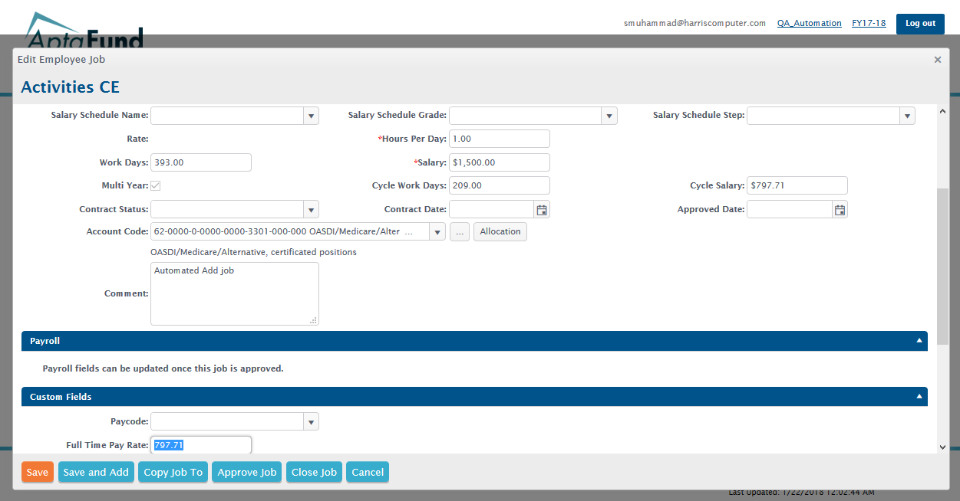 smuhammad@harriscomputer.com QA_Automation FY17-18 Log out
AptaFund
Edit Employee Job
Activities CE
Salary Schedule Name: Salary Schedule Grade: Salary Schedule Step:
Rate: *Hours Per Day: 1.00
Work Days: 393.00 *Salary: $1,500.00
Multi Year: Cycle Work Days: 209.00 Cycle Salary: $797.71
Contract Status: Contract Date: Approved Date:
Account Code: 62-0000-0-0000-0000-3301-000-000 OASDI/Medicare/Alter ... ... Allocation
OASDI/Medicare/Alternative, certificated positions
Comment: Automated Add job
Payroll
Payroll fields can be updated once this job is approved.
Custom Fields
Paycode:
Full Time Pay Rate: 797.71
Save Save and Add Copy Job To Approve Job Close Job Cancel
Last Updated: 1/22/2018 12:02:44 AM